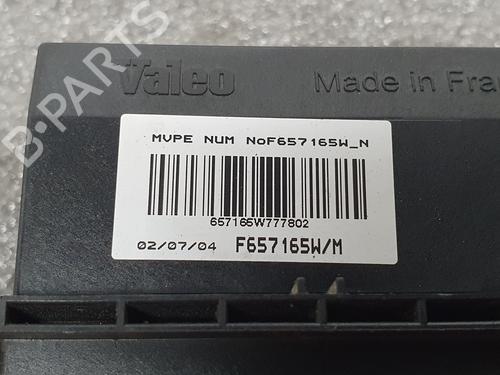 Valeo Made in Fra
MVPE NUM NoF657165W_N
657165W777802
02/07/04 F657165W/M
B-PARTS